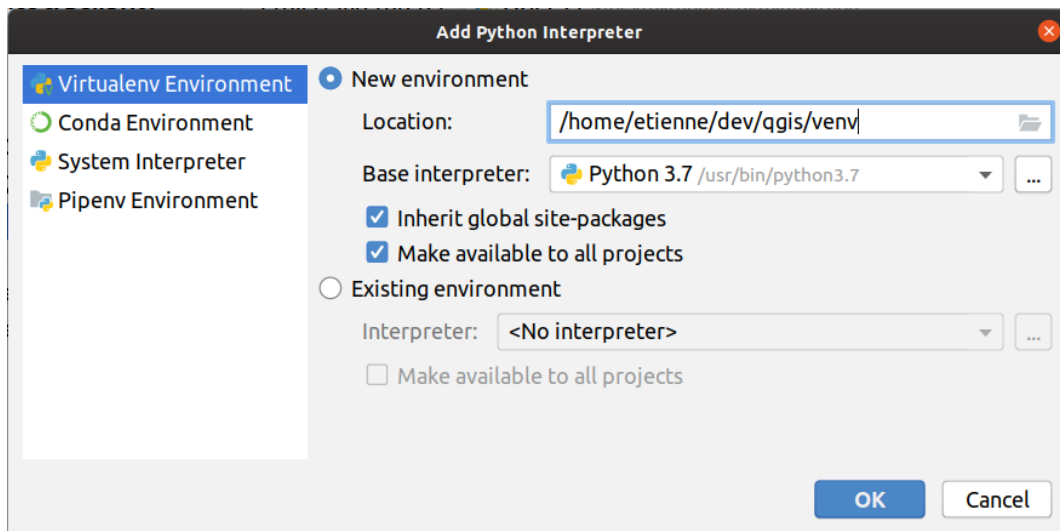 Add Python Interpreter
Virtualenv Environment
Conda Environment
System Interpreter
Pipenv Environment
New environment
Location: /home/etienne/dev/qgis/venv
Base interpreter: Python 3.7 /usr/bin/python3.7 ...
Inherit global site-packages
Make available to all projects
Existing environment
Interpreter: <No interpreter> ...
Make available to all projects
OK Cancel